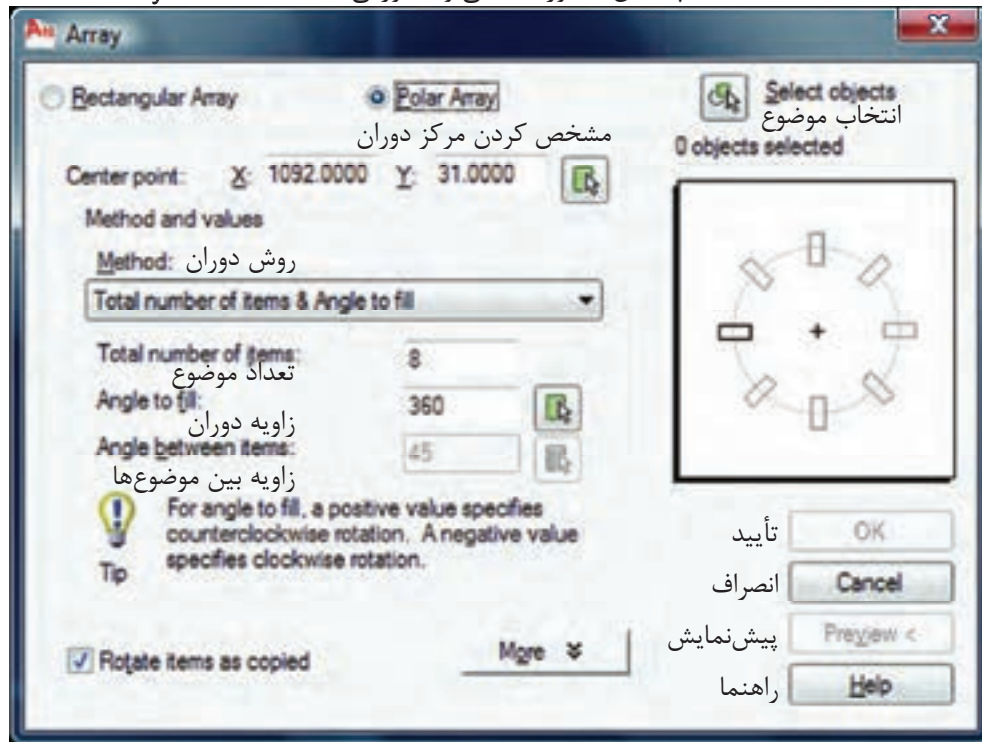 Array
Rectangular Array Polar Array Select objects
انتخاب موضوع
مشخص کردن مرکز دوران
0 objects selected
Center point: X: 1092.0000 Y: 31.0000
Method and values
Method: روش دوران
Total number of items & Angle to fill
Total number of items: 8
تعداد موضوع
Angle to fill: 360
زاویه دوران
Angle between items: 45
زاویه بین موضوع‌ها
For angle to fill, a positive value specifies
counterclockwise rotation. A negative value
specifies clockwise rotation.
Tip
تأیید OK
انصراف Cancel
پیش‌نمایش Preview <
راهنما Help
Rotate items as copied More